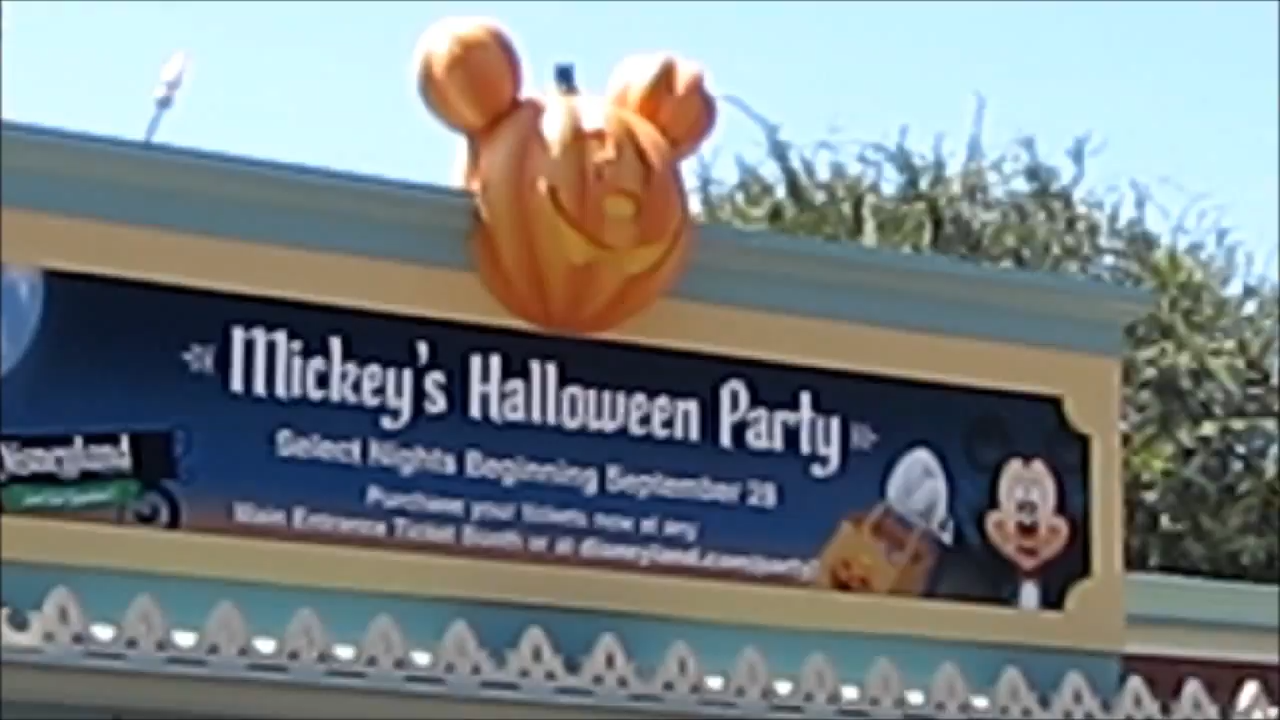 Mickey's Halloween Party
Select Nights Beginning September 28
Purchase your tickets now at any
Main Entrance Ticket Booth or at disneyland.com/party
Disneyland